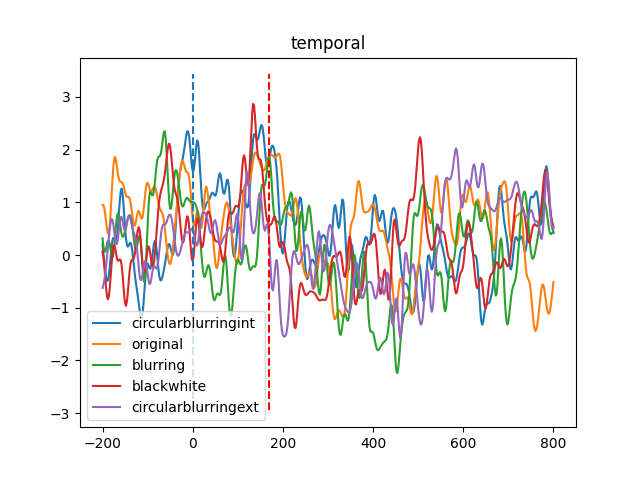 temporal
3
2
1
0
−1
−2
−3
circularblurringint
original
blurring
blackwhite
circularblurringext
−200 0 200 400 600 800